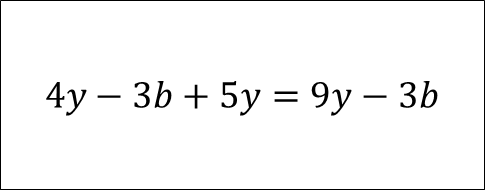 4y − 3b + 5y = 9y − 3b